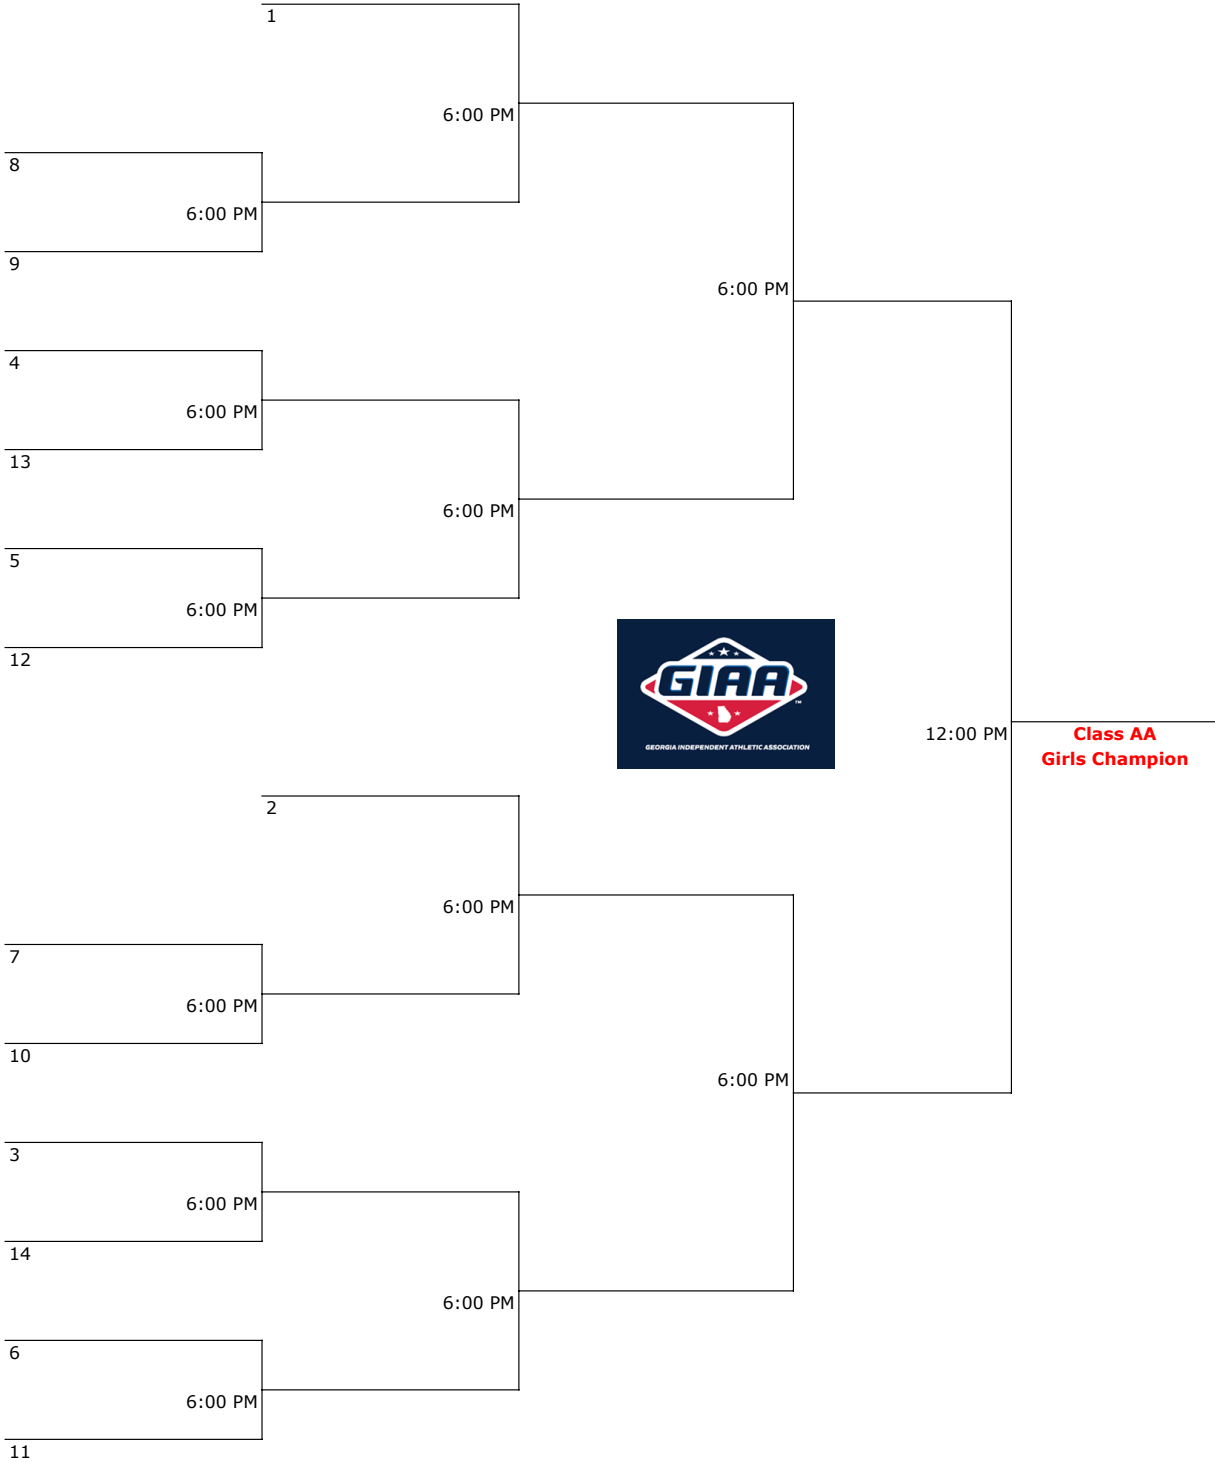 1
6:00 PM
8
6:00 PM
9
6:00 PM
4
6:00 PM
13
6:00 PM
5
6:00 PM
12
GIAA
TM
GEORGIA INDEPENDENT ATHLETIC ASSOCIATION
12:00 PM
Class AA
Girls Champion
2
6:00 PM
7
6:00 PM
10
6:00 PM
3
6:00 PM
14
6:00 PM
6
6:00 PM
11